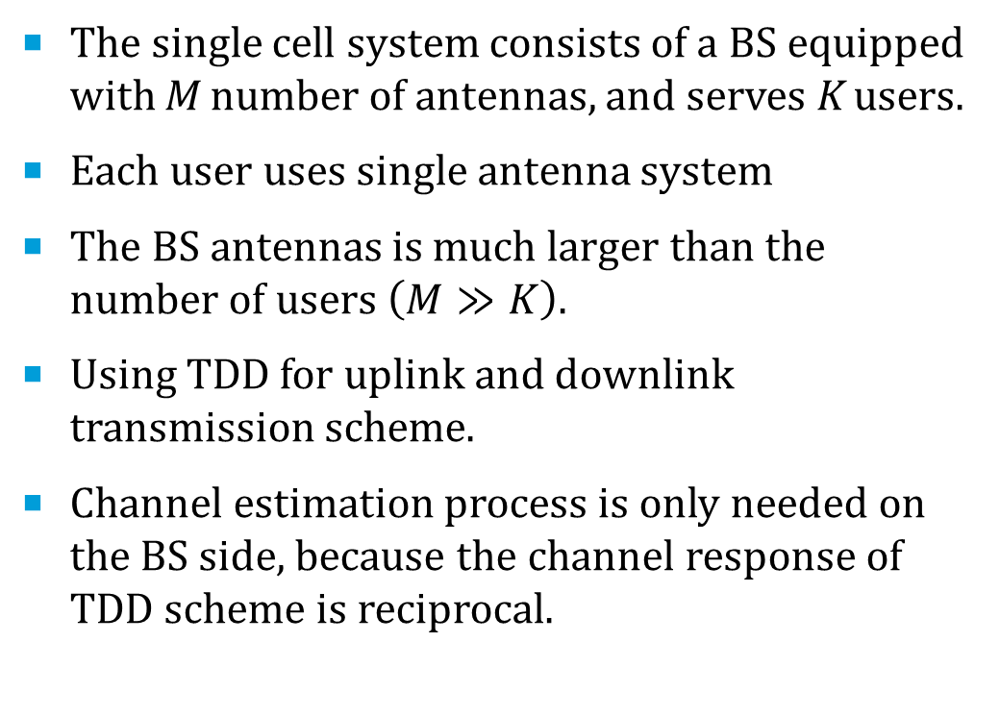 ▪ The single cell system consists of a BS equipped
with M number of antennas, and serves K users.
▪ Each user uses single antenna system
▪ The BS antennas is much larger than the
number of users (M ≫ K).
▪ Using TDD for uplink and downlink
transmission scheme.
▪ Channel estimation process is only needed on
the BS side, because the channel response of
TDD scheme is reciprocal.